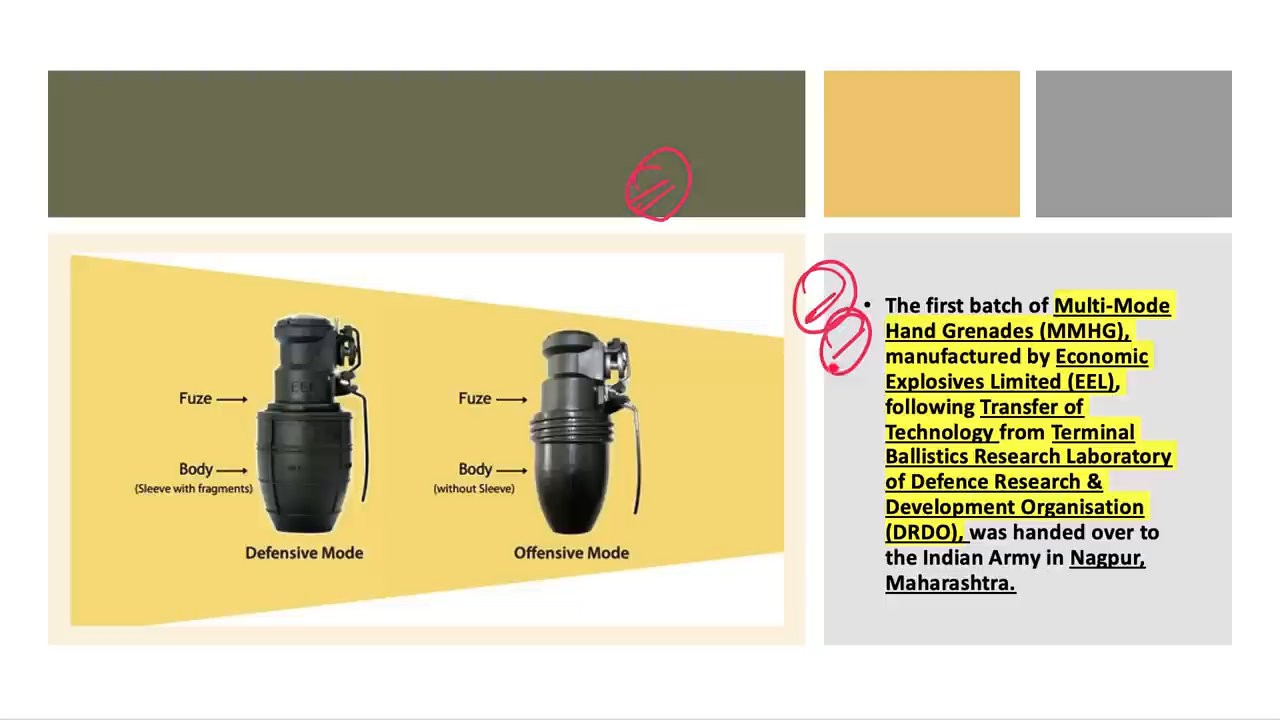 Fuze
Body
(Sleeve with fragments)
EEL
Defensive Mode
Fuze
Body
(without Sleeve)
Offensive Mode
• The first batch of Multi-Mode
Hand Grenades (MMHG),
manufactured by Economic
Explosives Limited (EEL),
following Transfer of
Technology from Terminal
Ballistics Research Laboratory
of Defence Research &
Development Organisation
(DRDO), was handed over to
the Indian Army in Nagpur,
Maharashtra.